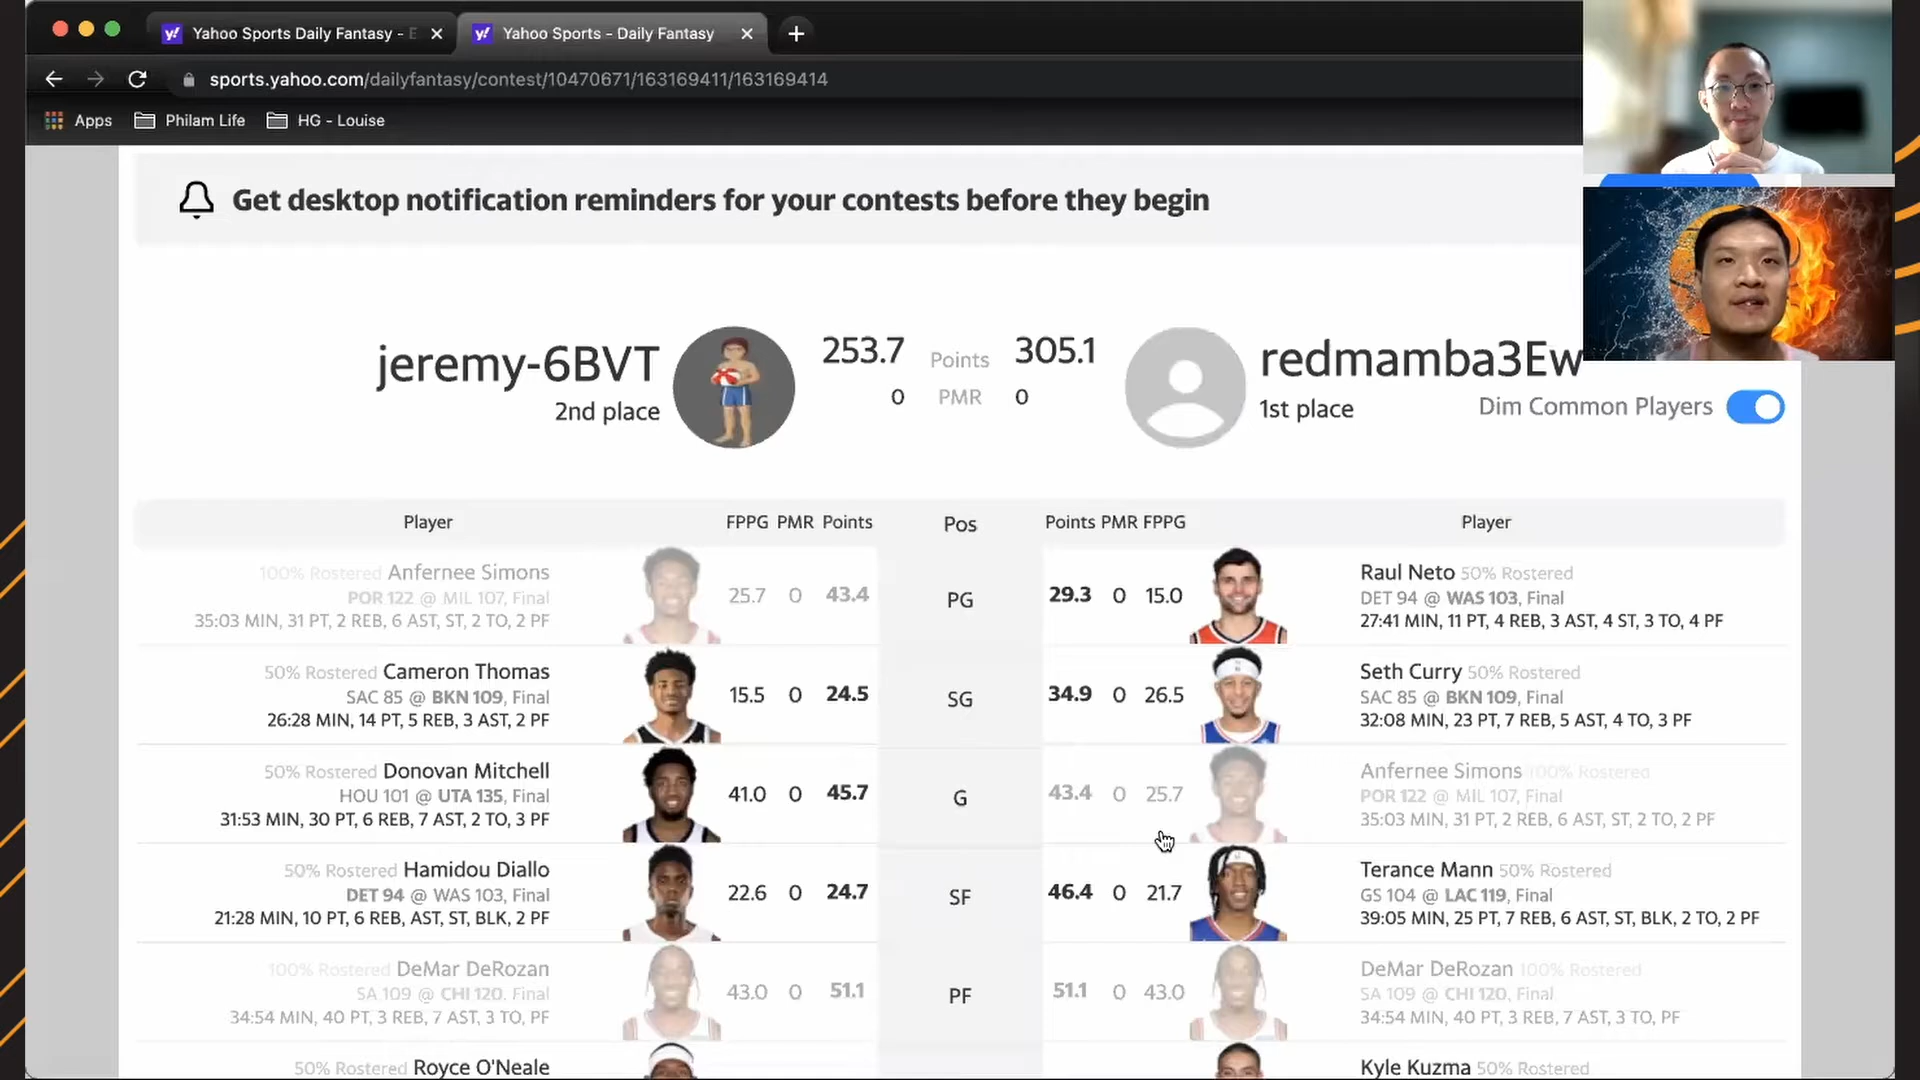 Yahoo Sports Daily Fantasy - E
Yahoo Sports - Daily Fantasy
sports.yahoo.com/dailyfantasy/contest/10470671/163169411/163169414
Apps Philam Life HG - Louise
Get desktop notification reminders for your contests before they begin
jeremy-6BVT 253.7 Points 305.1 redmamba3Ew
2nd place 0 PMR 0 1st place
Dim Common Players
Player FPPG PMR Points Pos Points PMR FPPG Player
100% Rostered Anfernee Simons
POR 122 @ MIL 107, Final
35:03 MIN, 31 PT, 2 REB, 6 AST, ST, 2 TO, 2 PF
25.7 0 43.4 PG 29.3 0 15.0
Raul Neto 50% Rostered
DET 94 @ WAS 103, Final
27:41 MIN, 11 PT, 4 REB, 3 AST, 4 ST, 3 TO, 4 PF
50% Rostered Cameron Thomas
SAC 85 @ BKN 109, Final
26:28 MIN, 14 PT, 5 REB, 3 AST, 2 PF
15.5 0 24.5 SG 34.9 0 26.5
Seth Curry 50% Rostered
SAC 85 @ BKN 109, Final
32:08 MIN, 23 PT, 7 REB, 5 AST, 4 TO, 3 PF
50% Rostered Donovan Mitchell
HOU 101 @ UTA 135, Final
31:53 MIN, 30 PT, 6 REB, 7 AST, 2 TO, 3 PF
41.0 0 45.7 G 43.4 0 25.7
Anfernee Simons 100% Rostered
POR 122 @ MIL 107, Final
35:03 MIN, 31 PT, 2 REB, 6 AST, ST, 2 TO, 2 PF
50% Rostered Hamidou Diallo
DET 94 @ WAS 103, Final
21:28 MIN, 10 PT, 6 REB, AST, ST, BLK, 2 PF
22.6 0 24.7 SF 46.4 0 21.7
Terance Mann 50% Rostered
GS 104 @ LAC 119, Final
39:05 MIN, 25 PT, 7 REB, 6 AST, ST, BLK, 2 TO, 2 PF
100% Rostered DeMar DeRozan
SA 109 @ CHI 120, Final
34:54 MIN, 40 PT, 3 REB, 7 AST, 3 TO, PF
43.0 0 51.1 PF 51.1 0 43.0
DeMar DeRozan 100% Rostered
SA 109 @ CHI 120, Final
34:54 MIN, 40 PT, 3 REB, 7 AST, 3 TO, PF
50% Rostered Royce O'Neale
Kyle Kuzma 50% Rostered